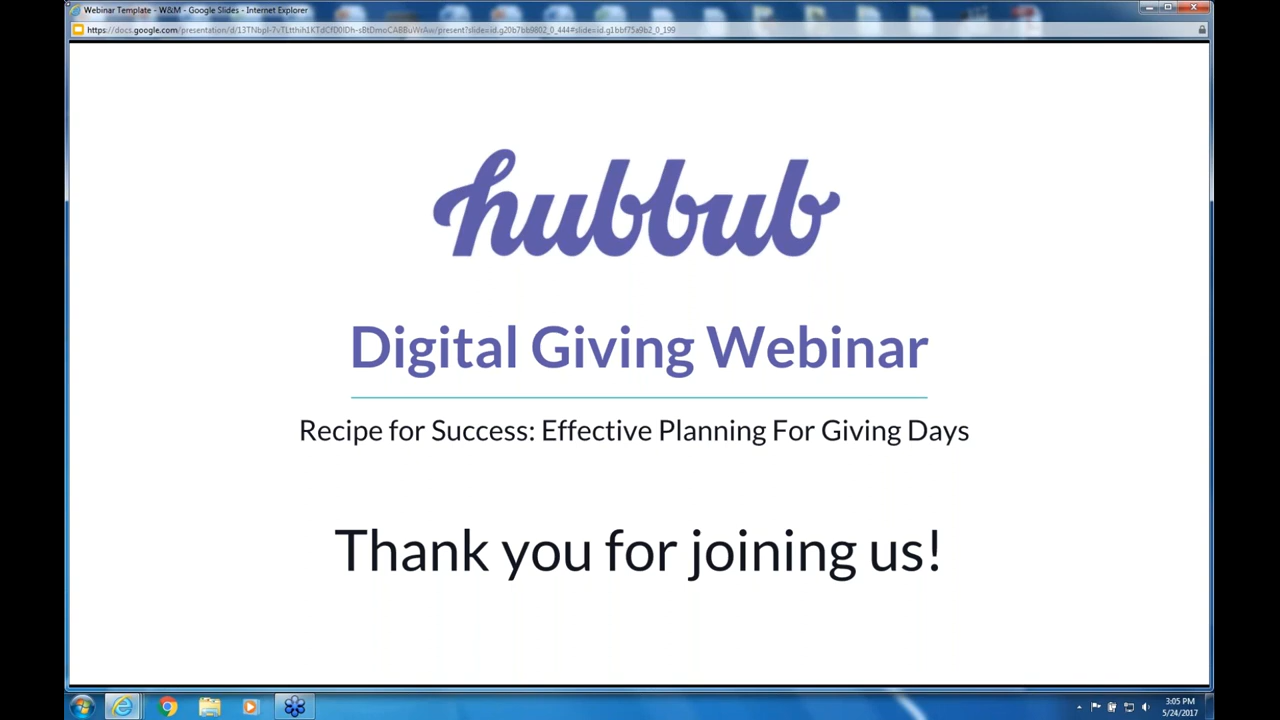 Webinar Template - W&M - Google Slides - Internet Explorer
hubbub
Digital Giving Webinar
Recipe for Success: Effective Planning For Giving Days
Thank you for joining us!
3:05 PM
5/24/2017